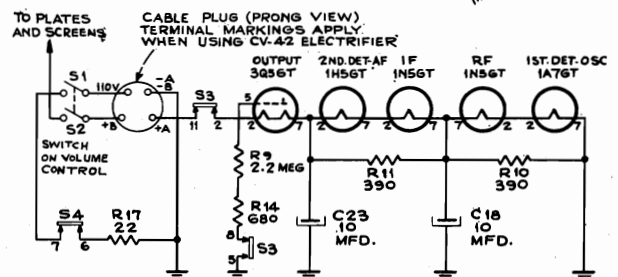 TO PLATES
AND SCREENS
CABLE PLUG (PRONG VIEW)
TERMINAL MARKINGS APPLY
WHEN USING CV-42 ELECTRIFIER
OUTPUT
3Q5GT
2ND. DET-AF
1H5GT
IF
1N5GT
RF
1N5GT
1ST. DET-OSC
1A7GT
S1
110V
-A
-B
S3
5
S2
+B
+A
11
2
2
7
2
7
2
7
7
2
2
7
SWITCH
ON VOLUME
CONTROL
R9
2.2 MEG
R11
390
R10
390
R14
680
S4
R17
22
7
6
8
S3
5
C23
10
MFD.
C18
10
MFD.